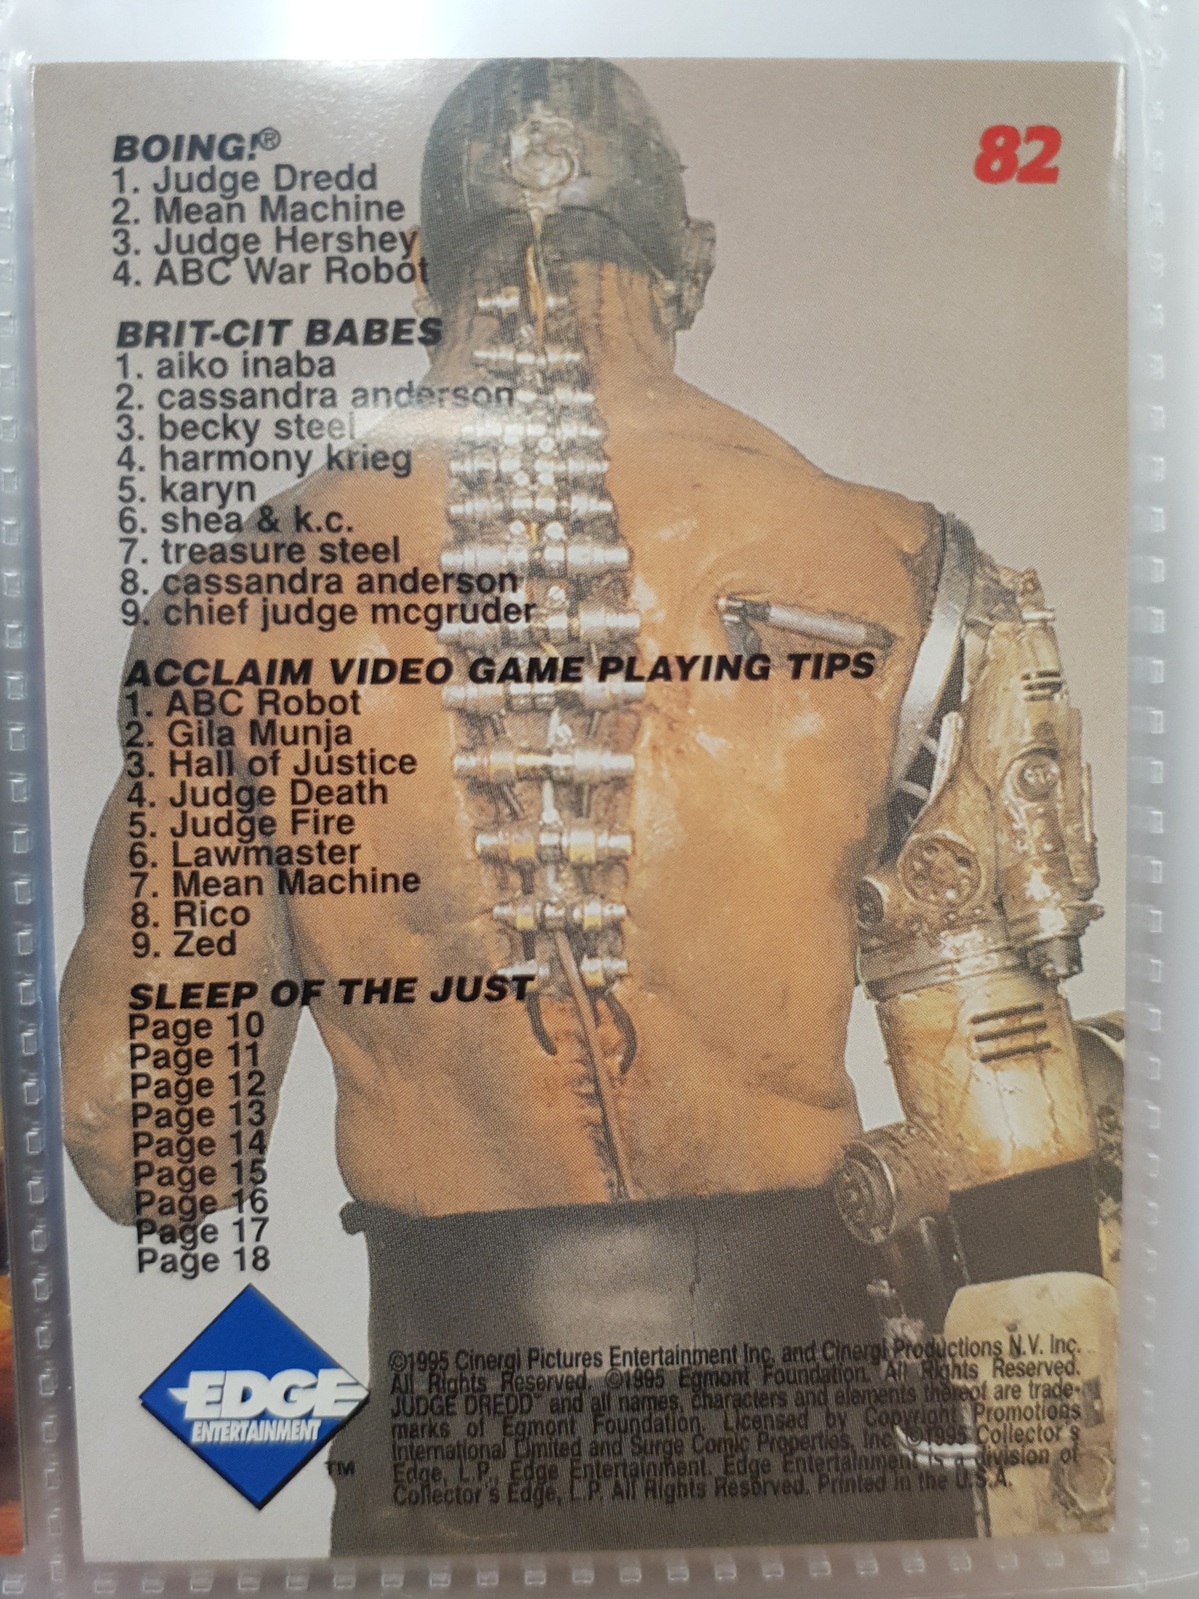 82
BOING!®
1. Judge Dredd
2. Mean Machine
3. Judge Hershey
4. ABC War Robot
BRIT-CIT BABES
1. aiko inaba
2. cassandra anderson
3. becky steel
4. harmony krieg
5. karyn
6. shea & k.c.
7. treasure steel
8. cassandra anderson
9. chief judge mcgruder
ACCLAIM VIDEO GAME PLAYING TIPS
1. ABC Robot
2. Gila Munja
3. Hall of Justice
4. Judge Death
5. Judge Fire
6. Lawmaster
7. Mean Machine
8. Rico
9. Zed
SLEEP OF THE JUST
Page 10
Page 11
Page 12
Page 13
Page 14
Page 15
Page 16
Page 17
Page 18
EDGE
ENTERTAINMENT
TM
©1995 Cinergi Pictures Entertainment Inc. and Cinergi Productions N.V. Inc.
All Rights Reserved. ©1995 Egmont Foundation. All Rights Reserved.
JUDGE DREDD and all names, characters and elements thereof are trade-
marks of Egmont Foundation. Licensed by Copyright Promotions
International Limited and Surge Comic Properties, Inc. ©1995 Collector's
Edge, L.P., Edge Entertainment. Edge Entertainment is a division of
Collector's Edge, L.P. All Rights Reserved. Printed in the U.S.A.